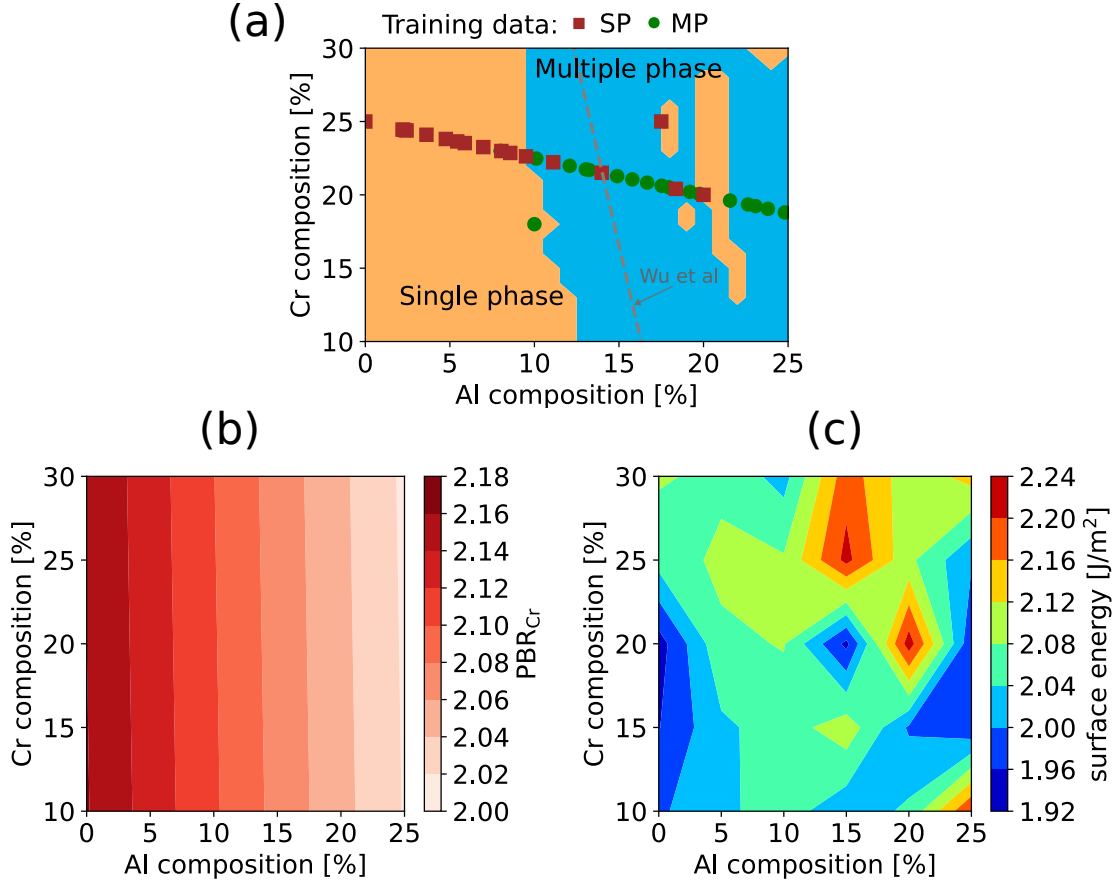 (a)
Training data: SP MP
Multiple phase
Single phase
Wu et al
30
25
20
15
10
0 5 10 15 20 25
Cr composition [%]
Al composition [%]
(b)
30
25
20
15
10
0 5 10 15 20 25
Cr composition [%]
Al composition [%]
2.18
2.16
2.14
2.12
2.10
2.08
2.06
2.04
2.02
2.00
PBR_Cr
(c)
30
25
20
15
10
0 5 10 15 20 25
Cr composition [%]
Al composition [%]
2.24
2.20
2.16
2.12
2.08
2.04
2.00
1.96
1.92
surface energy [J/m²]